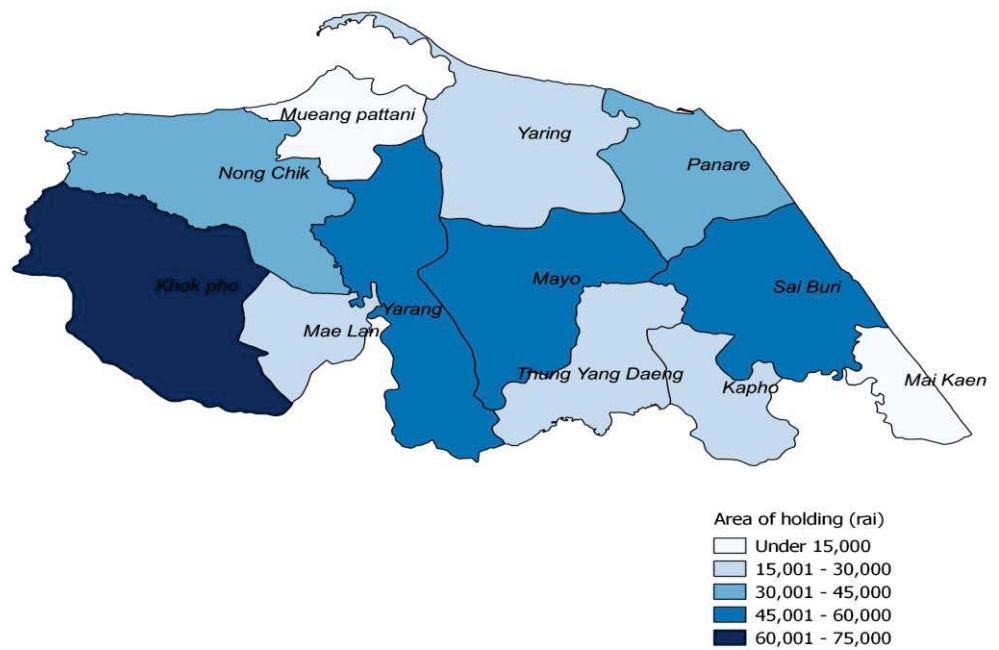 Mueang pattani
Yaring
Panare
Nong Chik
Khok pho
Mayo
Sai Buri
Yarang
Mae Lan
Thung Yang Daeng
Kapho
Mai Kaen
Area of holding (rai)
Under 15,000
15,001 - 30,000
30,001 - 45,000
45,001 - 60,000
60,001 - 75,000